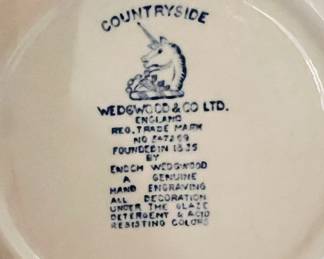 COUNTRYSIDE
WEDGWOOD & CO LTD.
ENGLAND
REG. TRADE MARK
NO 547269
FOUNDED IN 1835
BY
ENOCH WEDGWOOD
A GENUINE
HAND ENGRAVING
ALL DECORATION
UNDER THE GLAZE
DETERGENT & ACID
RESISTING COLORS